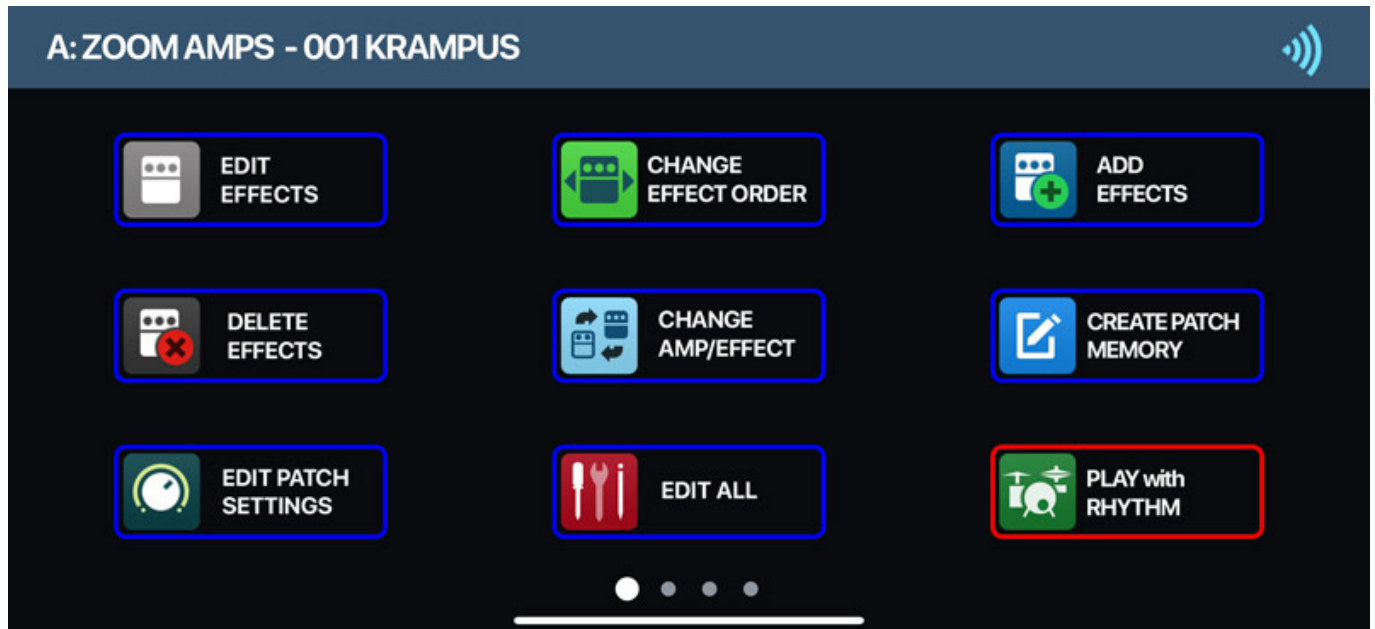 A: ZOOM AMPS - 001 KRAMPUS
EDIT
EFFECTS
CHANGE
EFFECT ORDER
ADD
EFFECTS
DELETE
EFFECTS
CHANGE
AMP/EFFECT
CREATE PATCH
MEMORY
EDIT PATCH
SETTINGS
EDIT ALL
PLAY with
RHYTHM